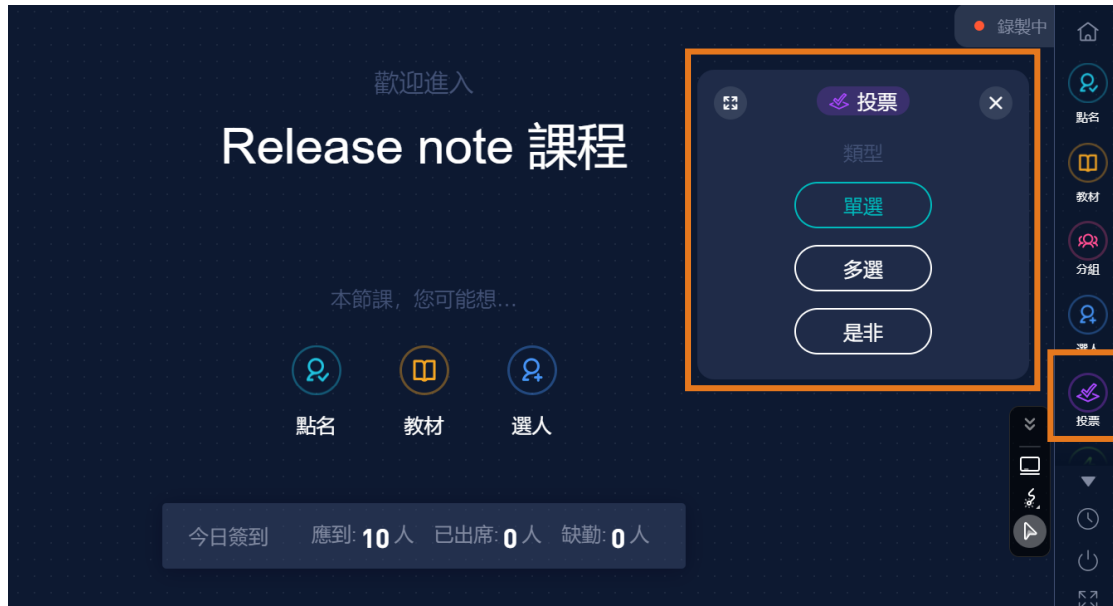 錄製中
歡迎進入
Release note 課程
本節課，您可能想...
點名
教材
選人
今日簽到 應到: 10 人 已出席: 0 人 缺勤: 0 人
投票
類型
單選
多選
是非
點名
教材
分組
選人
投票